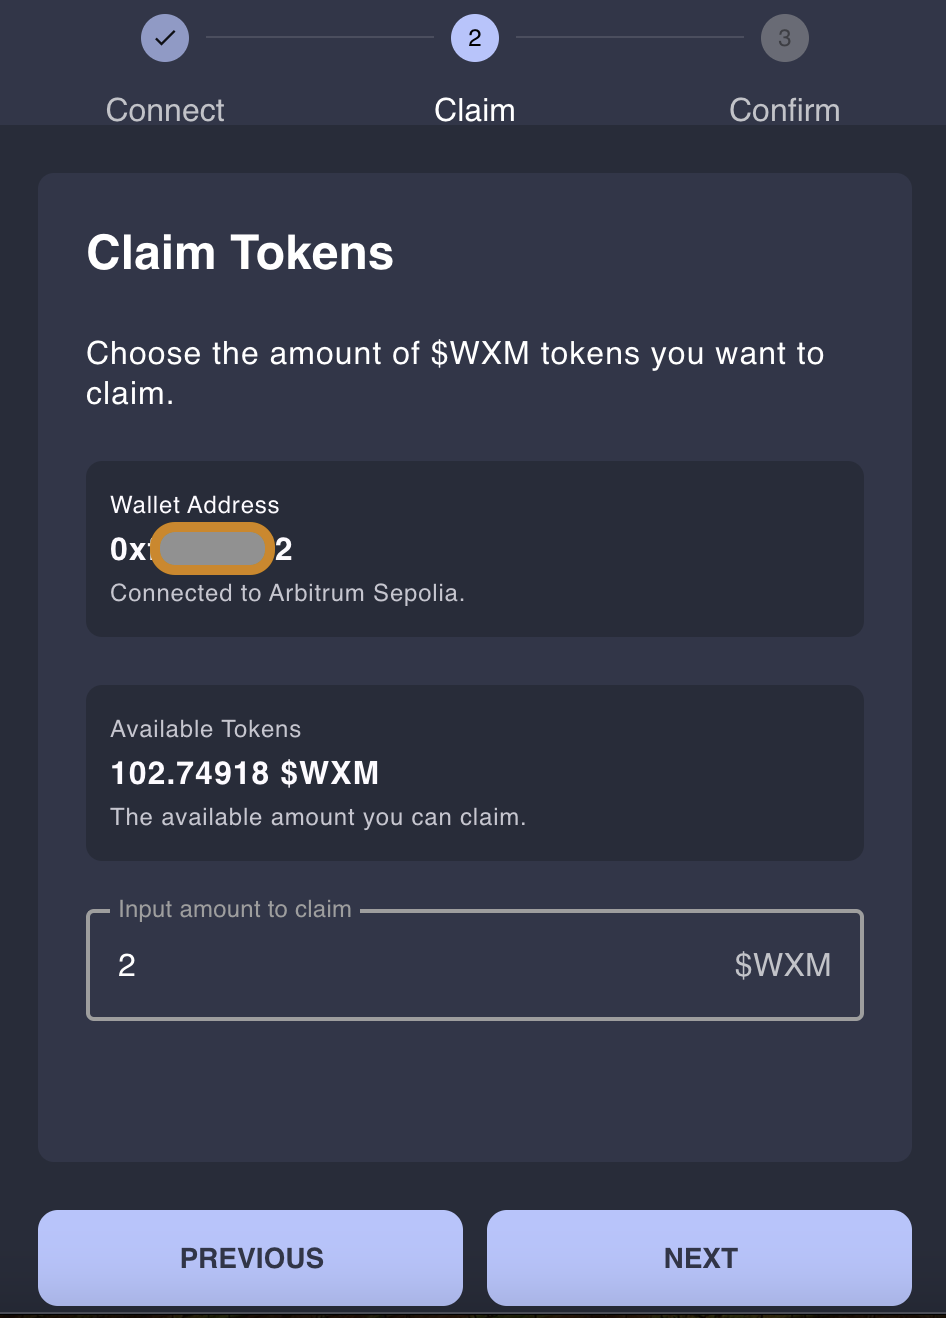 2
3
Connect
Claim
Confirm
Claim Tokens
Choose the amount of $WXM tokens you want to
claim.
Wallet Address
0x 2
Connected to Arbitrum Sepolia.
Available Tokens
102.74918 $WXM
The available amount you can claim.
Input amount to claim
2 $WXM
PREVIOUS
NEXT